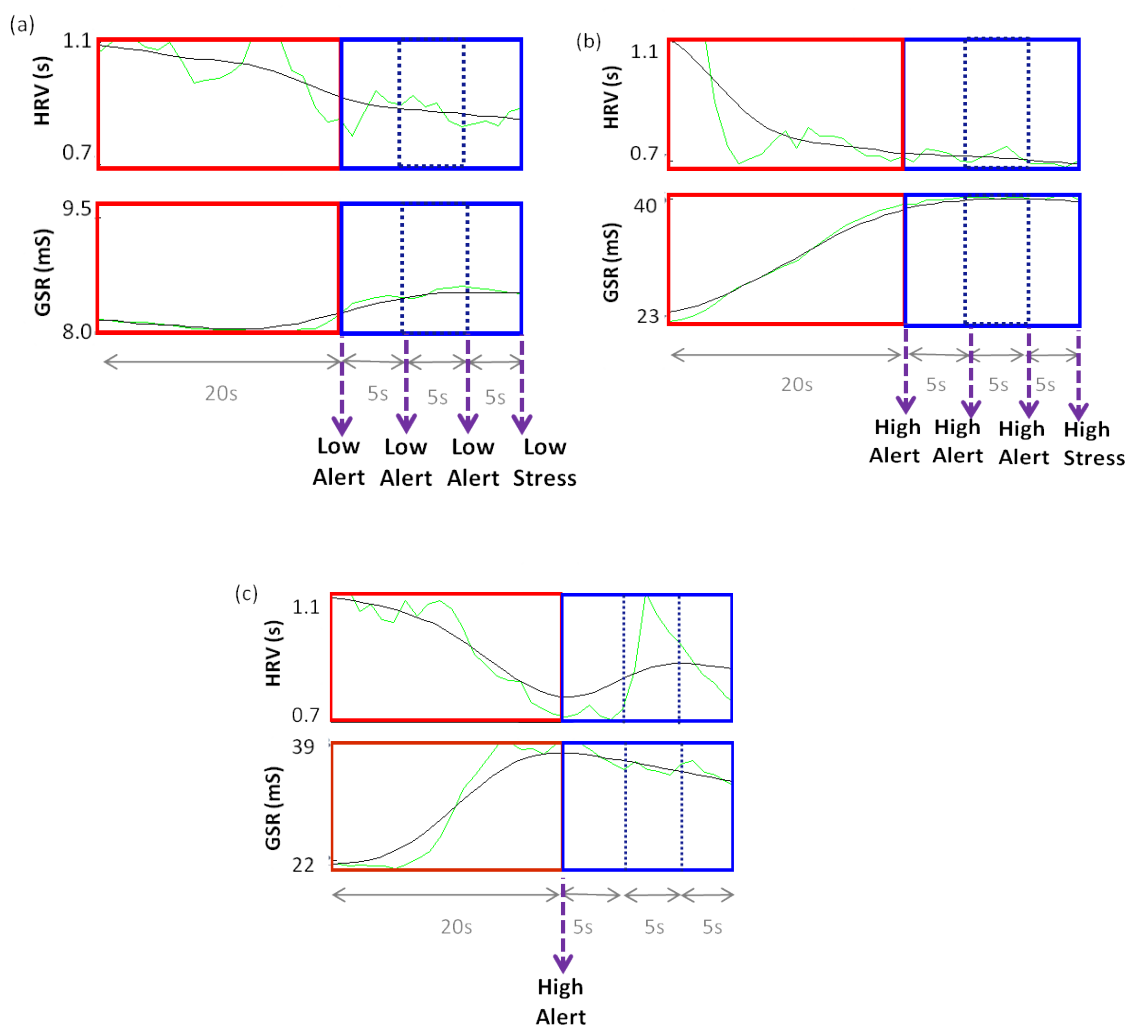 (a)
1.1
HRV (s)
0.7
9.5
GSR (mS)
8.0
20s 5s 5s 5s
Low Low Low Low
Alert Alert Alert Stress
(b)
1.1
HRV (s)
0.7
40
GSR (mS)
23
20s 5s 5s 5s
High High High High
Alert Alert Alert Stress
(c)
1.1
HRV (s)
0.7
39
GSR (mS)
22
20s 5s 5s 5s
High
Alert